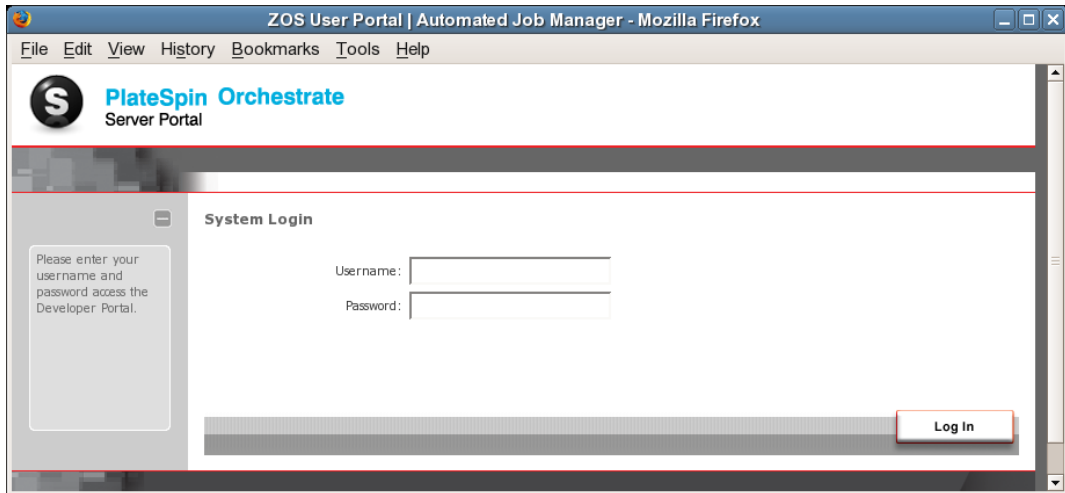 ZOS User Portal | Automated Job Manager - Mozilla Firefox
File Edit View History Bookmarks Tools Help
S
PlateSpin Orchestrate
Server Portal
System Login
Please enter your
username and
password access the
Developer Portal.
Username:
Password:
Log In